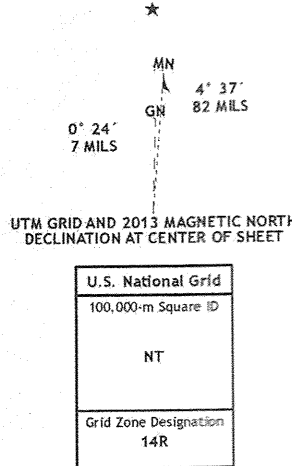 MN
4° 37´
82 MILS
GN
0° 24´
7 MILS
UTM GRID AND 2013 MAGNETIC NORTH
DECLINATION AT CENTER OF SHEET
U.S. National Grid
100,000-m Square ID
NT
Grid Zone Designation
14R